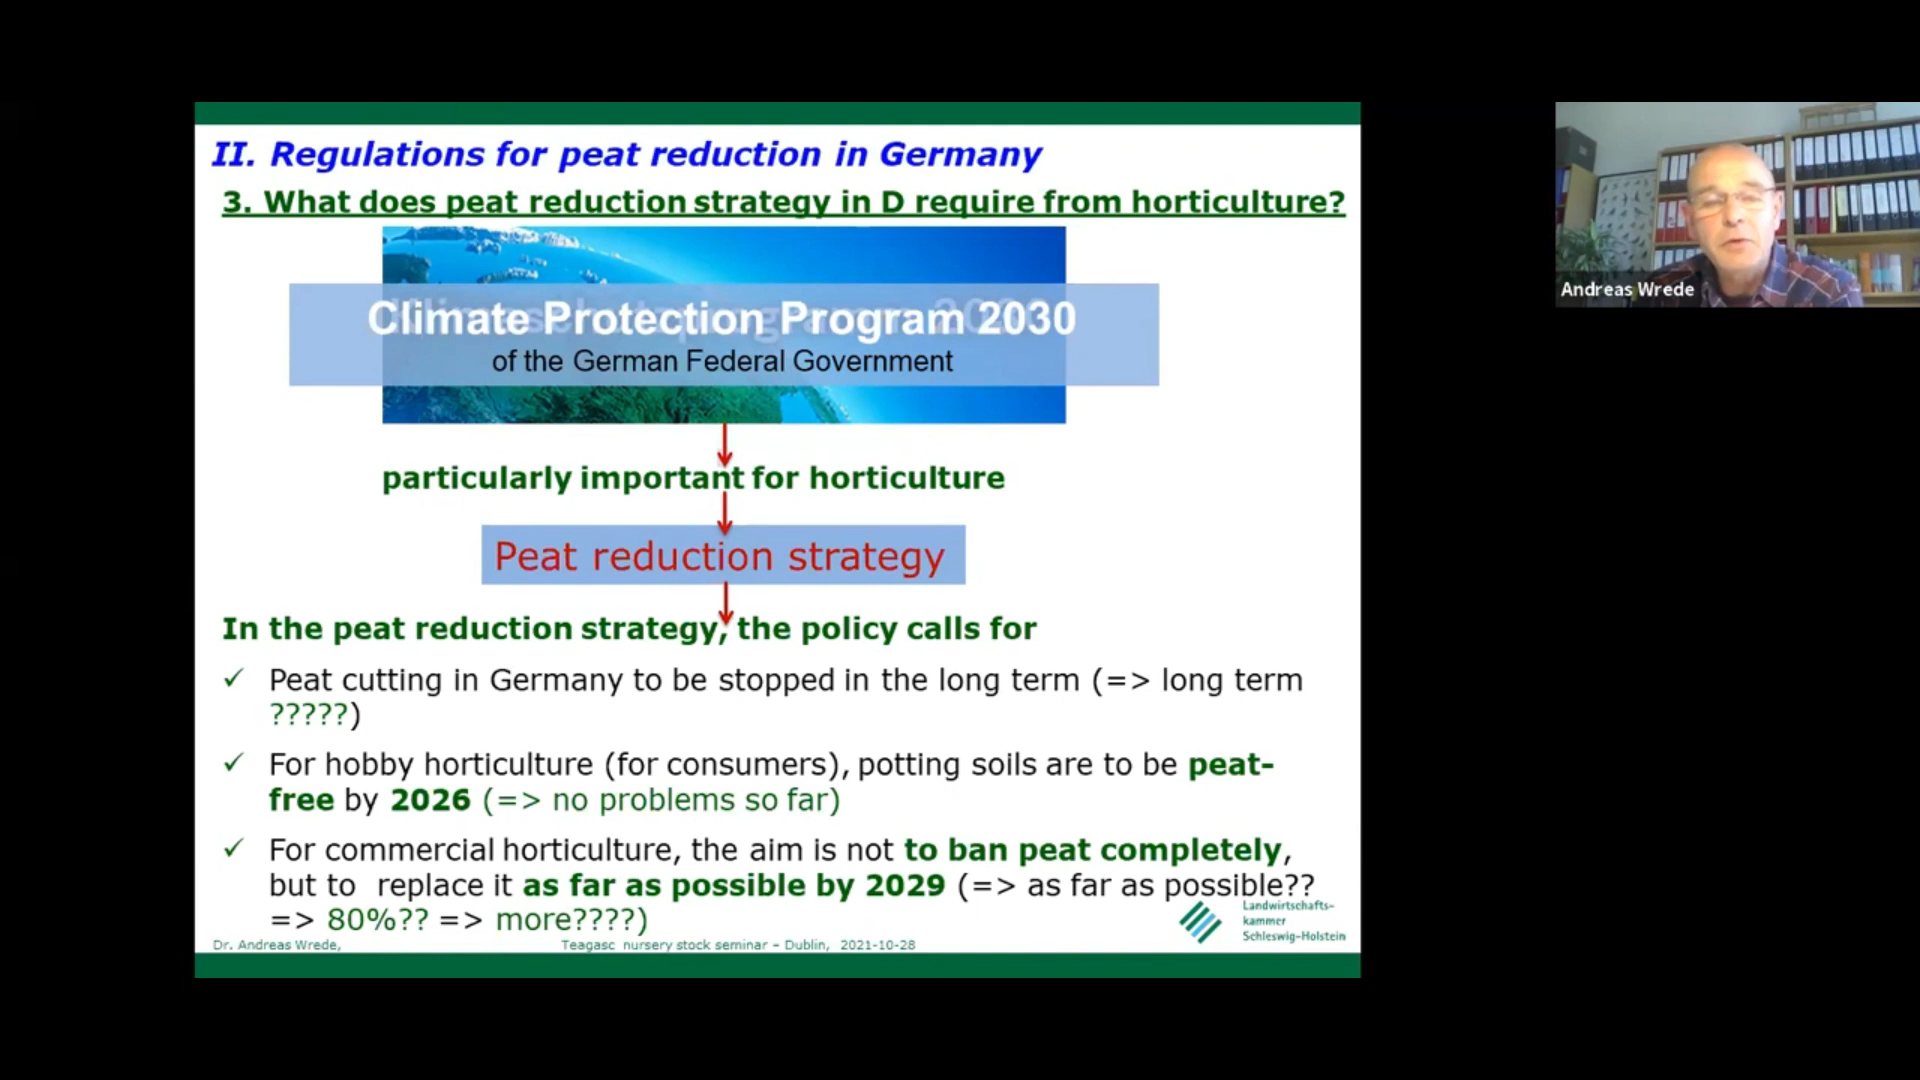 II. Regulations for peat reduction in Germany
3. What does peat reduction strategy in D require from horticulture?
Climate Protection Program 2030
of the German Federal Government
particularly important for horticulture
Peat reduction strategy
In the peat reduction strategy, the policy calls for
✓ Peat cutting in Germany to be stopped in the long term (=> long term
?????)
✓ For hobby horticulture (for consumers), potting soils are to be peat-
free by 2026 (=> no problems so far)
✓ For commercial horticulture, the aim is not to ban peat completely,
but to replace it as far as possible by 2029 (=> as far as possible??
=> 80%?? => more????)
Landwirtschafts-
kammer
Schleswig-Holstein
Dr. Andreas Wrede,
Teagasc nursery stock seminar – Dublin, 2021-10-28
Andreas Wrede